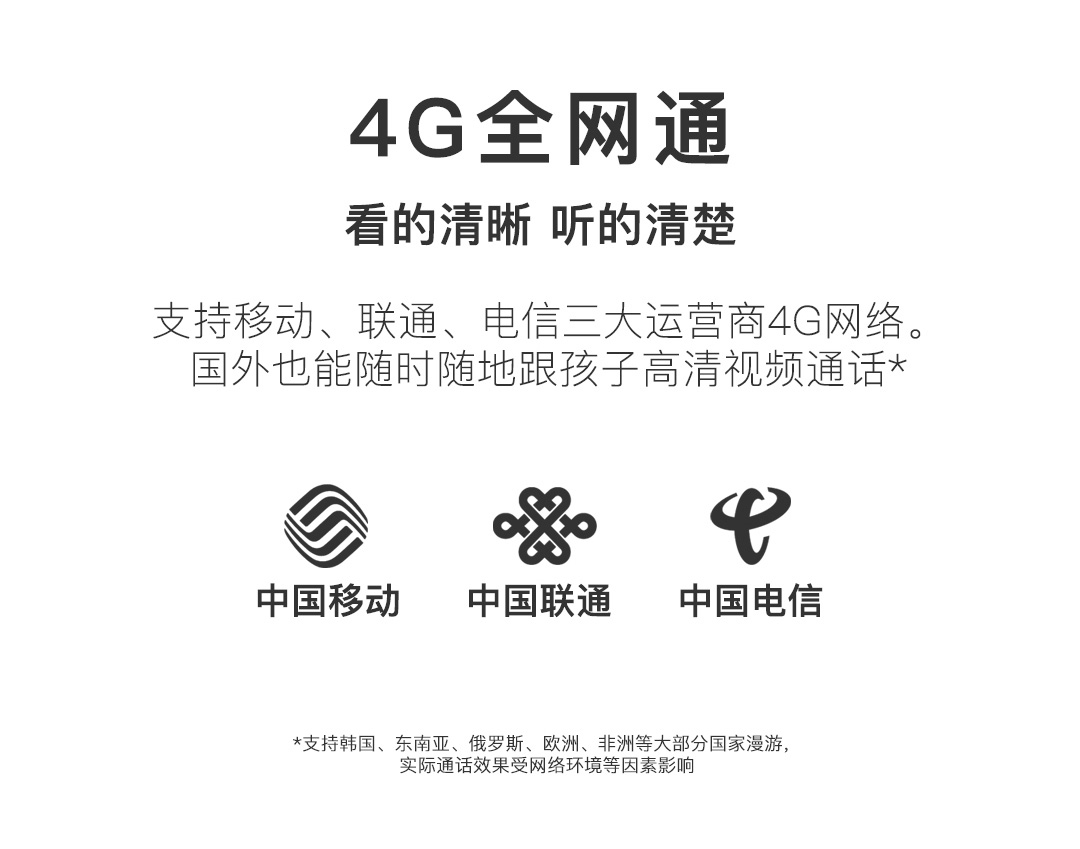 4G全网通
看的清晰 听的清楚
支持移动、联通、电信三大运营商4G网络。
国外也能随时随地跟孩子高清视频通话*
中国移动 中国联通 中国电信
*支持韩国、东南亚、俄罗斯、欧洲、非洲等大部分国家漫游，
实际通话效果受网络环境等因素影响